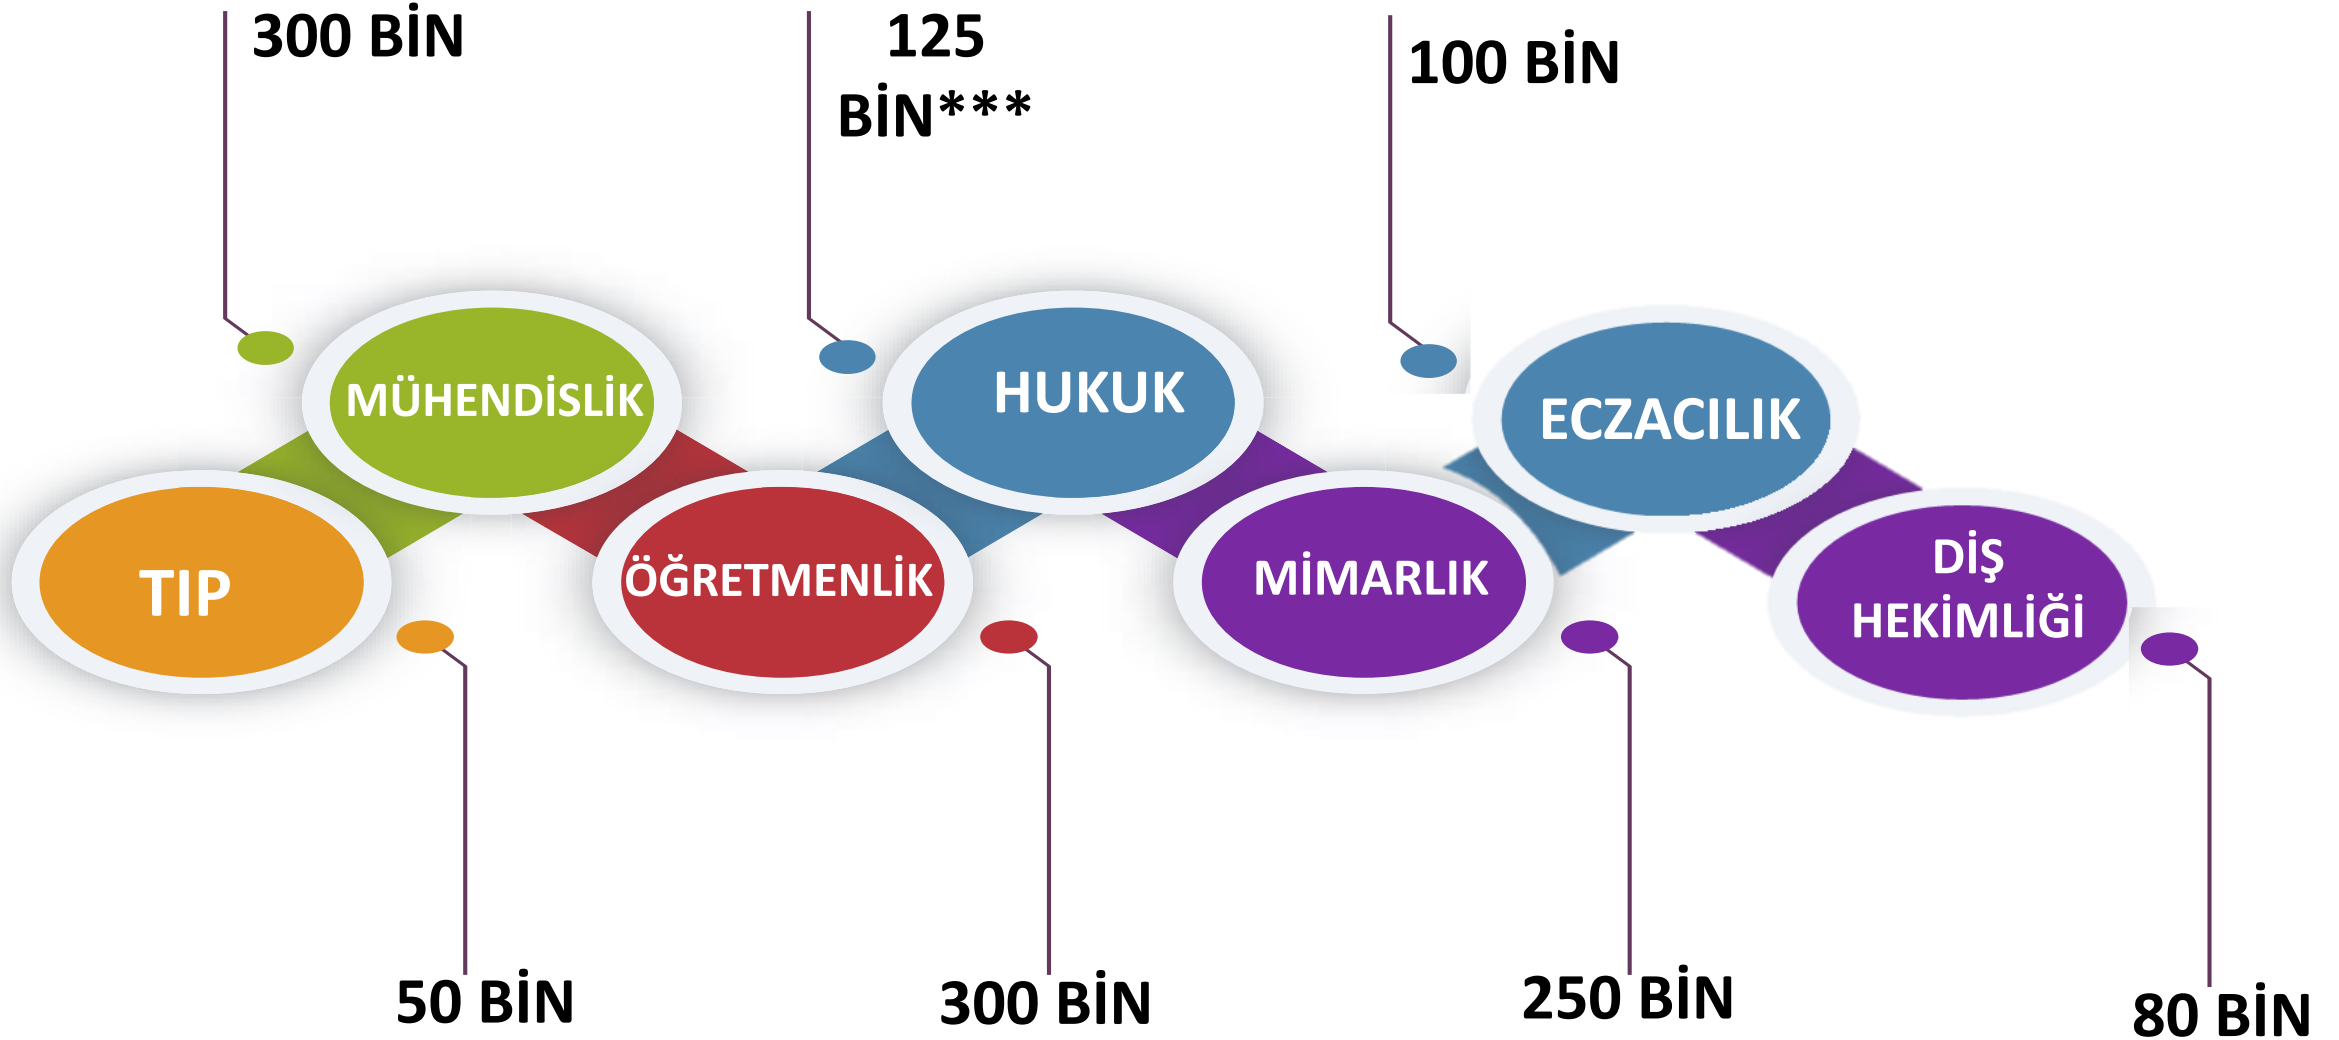 300 BİN
125
BİN***
100 BİN
MÜHENDİSLİK
HUKUK
ECZACILIK
TIP
ÖĞRETMENLİK
MİMARLIK
DİŞ
HEKİMLİĞİ
50 BİN
300 BİN
250 BİN
80 BİN